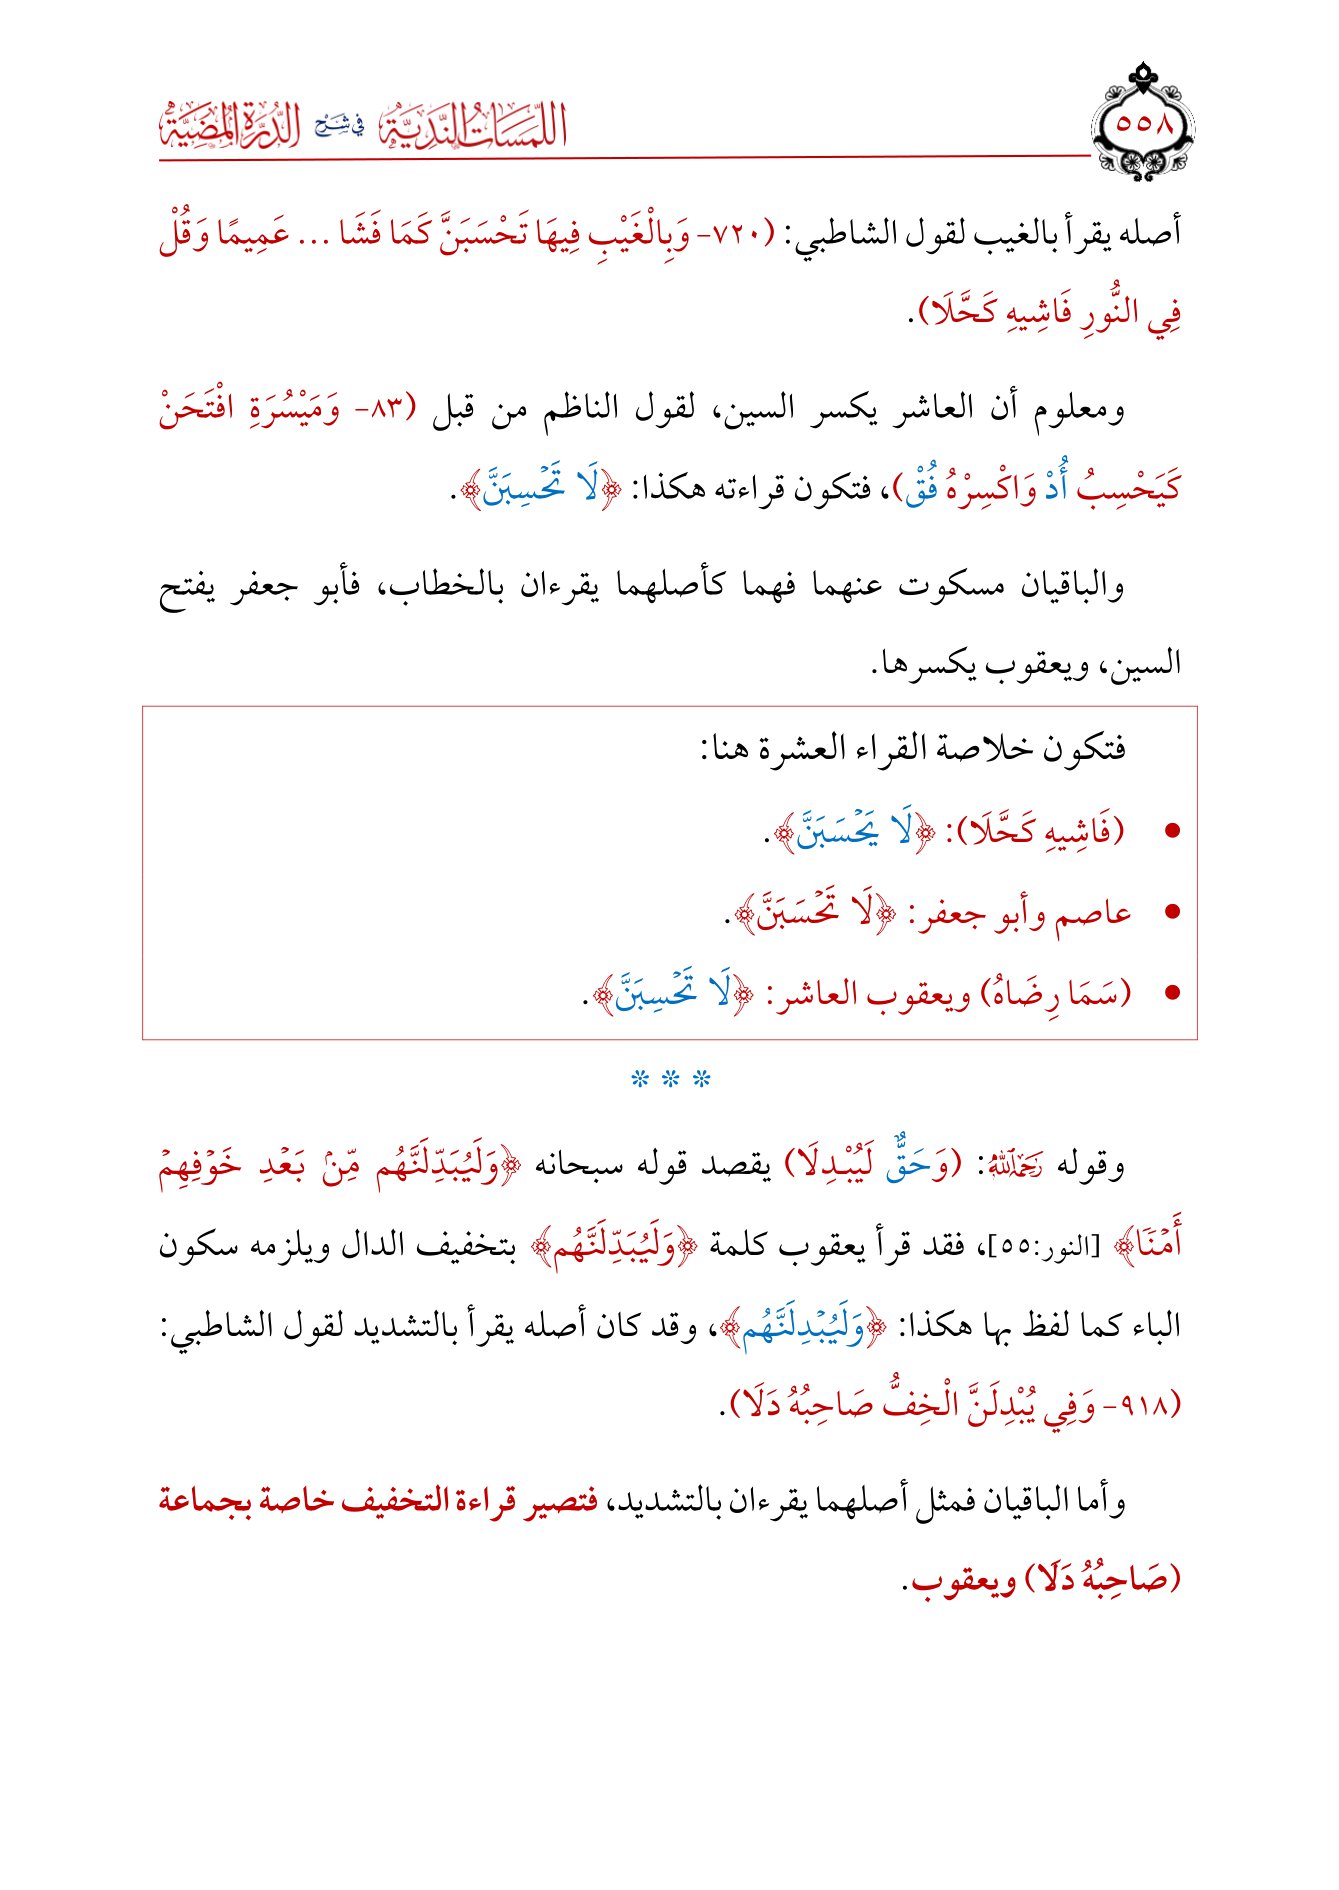 ٥٥٨
اللمسات الندية في شرح الدرة المضية
أصله يقرأ بالغيب لقول الشاطبي: (٧٢٠- وَبِالْغَيْبِ فِيهَا تَحْسَبَنَّ كَمَا فَشَا ... عَمِيمًا وَقُلْ
فِي النُّورِ فَاشِيهِ كَحَّلَا).
ومعلوم أن العاشر يكسر السين، لقول الناظم من قبل (٨٣- وَمَيْسُرَةِ افْتَحَنْ
كَيَحْسِبُ أُدْ وَاكْسِرْهُ فُقْ)، فتكون قراءته هكذا: ﴿لَا تَحۡسِبَنَّ﴾.
والباقيان مسكوت عنهما فهما كأصلهما يقرءان بالخطاب، فأبو جعفر يفتح
السين، ويعقوب يكسرها.
فتكون خلاصة القراء العشرة هنا:
• (فَاشِيهِ كَحَّلَا): ﴿لَا يَحۡسَبَنَّ﴾.
• عاصم وأبو جعفر: ﴿لَا تَحۡسَبَنَّ﴾.
• (سَمَا رِضَاهُ) ويعقوب العاشر: ﴿لَا تَحۡسِبَنَّ﴾.
* * *
وقوله رَحِمَهُ اللَّهُ: (وَحَقٌّ لَيُبْدِلَا) يقصد قوله سبحانه ﴿وَلَيُبَدِّلَنَّهُم مِّنۢ بَعۡدِ خَوۡفِهِمۡ
أَمۡنٗا﴾ [النور:٥٥]، فقد قرأ يعقوب كلمة ﴿وَلَيُبَدِّلَنَّهُم﴾ بتخفيف الدال ويلزمه سكون
الباء كما لفظ بها هكذا: ﴿وَلَيُبۡدِلَنَّهُم﴾، وقد كان أصله يقرأ بالتشديد لقول الشاطبي:
(٩١٨- وَفِي يُبْدِلَنَّ الْخِفُّ صَاحِبُهُ دَلَا).
وأما الباقيان فمثل أصلهما يقرءان بالتشديد، فتصير قراءة التخفيف خاصة بجماعة
(صَاحِبُهُ دَلَا) ويعقوب.